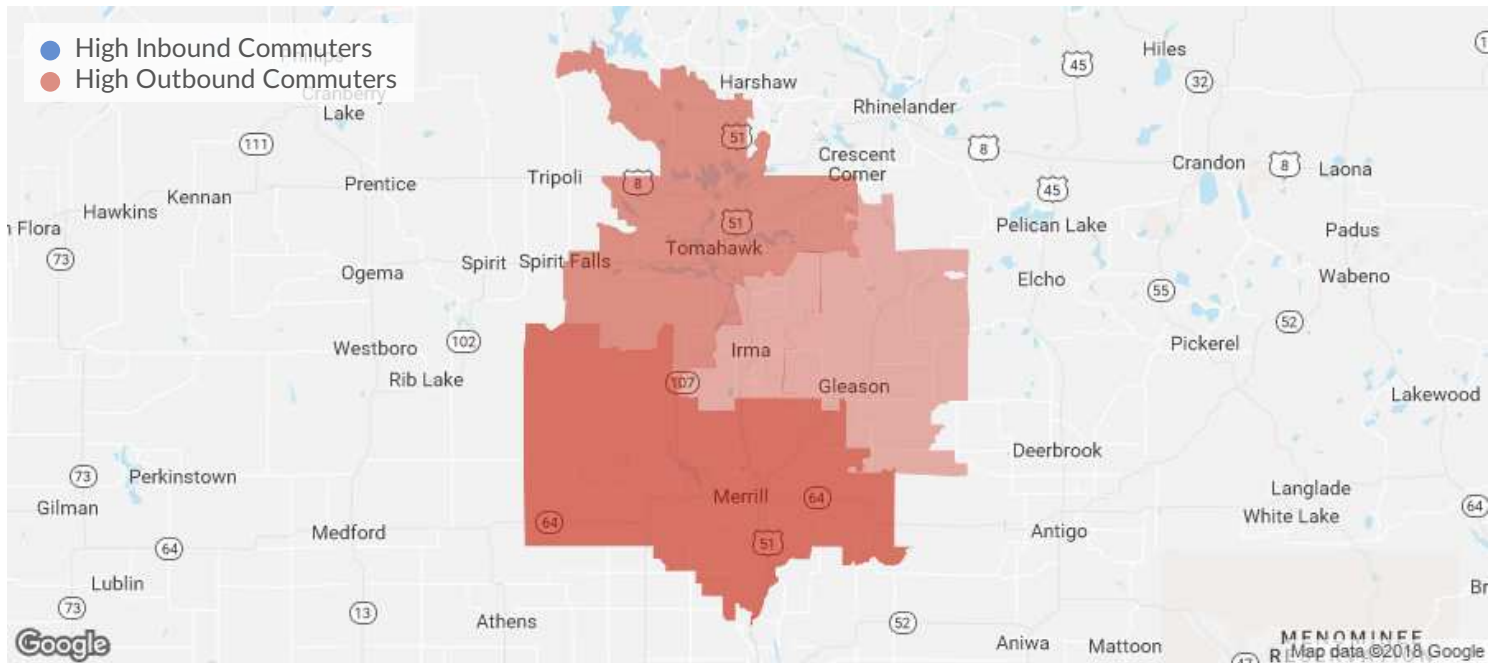 High Inbound Commuters
High Outbound Commuters
Phillips
Cranberry
Lake
Harshaw
Hiles
45
32
Rhinelander
111
51
8
Crescent
Corner
Crandon
8
Laona
Tripoli
8
Prentice
Kennan
45
Hawkins
n Flora
51
Pelican Lake
Padus
73
Tomahawk
Spirit
Spirit Falls
Ogema
Elcho
55
Wabeno
52
102
Westboro
Irma
Pickerel
Rib Lake
107
Gleason
Lakewood
Deerbrook
73
Perkinstown
Merrill
64
Langlade
Gilman
White Lake
64
64
Medford
51
Antigo
64
Lublin
73
13
Athens
52
Br
Aniwa
Mattoon
MENOMINEE
Google
47
Map data ©2018 Google